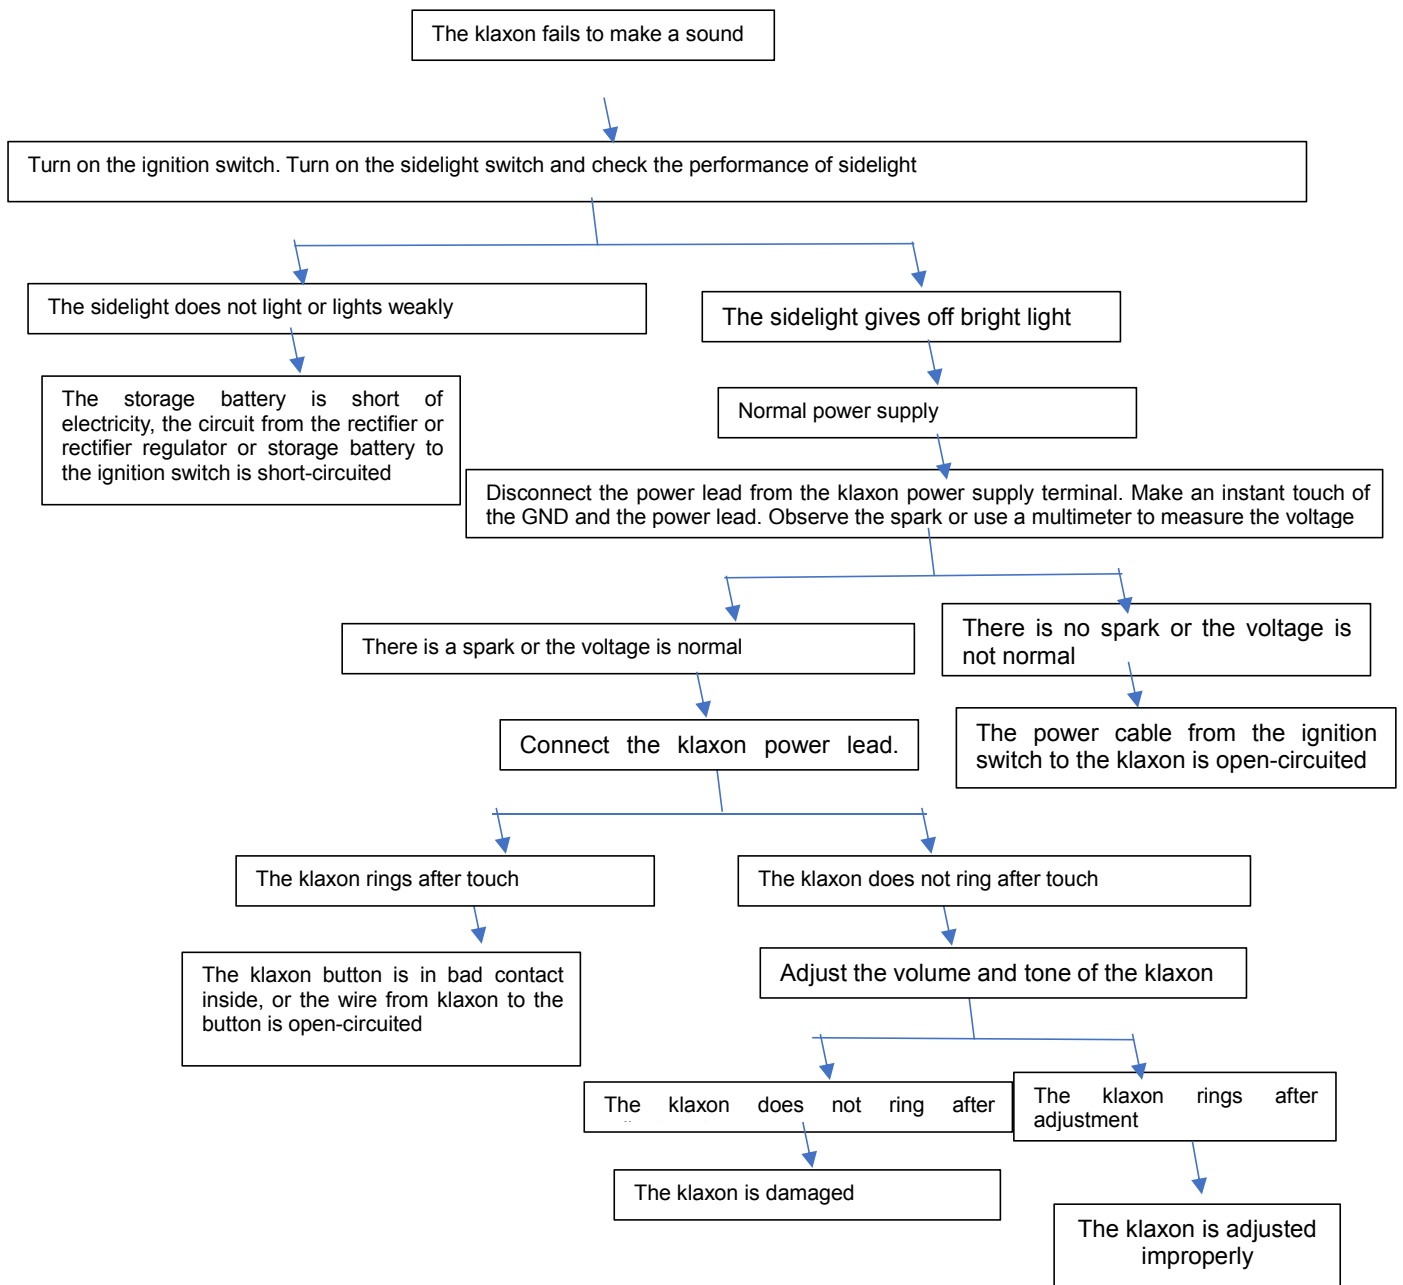 The klaxon fails to make a sound
Turn on the ignition switch. Turn on the sidelight switch and check the performance of sidelight
The sidelight does not light or lights weakly
The sidelight gives off bright light
The storage battery is short of
electricity, the circuit from the rectifier or
rectifier regulator or storage battery to
the ignition switch is short-circuited
Normal power supply
Disconnect the power lead from the klaxon power supply terminal. Make an instant touch of
the GND and the power lead. Observe the spark or use a multimeter to measure the voltage
There is a spark or the voltage is normal
There is no spark or the voltage is
not normal
Connect the klaxon power lead.
The power cable from the ignition
switch to the klaxon is open-circuited
The klaxon rings after touch
The klaxon does not ring after touch
The klaxon button is in bad contact
inside, or the wire from klaxon to the
button is open-circuited
Adjust the volume and tone of the klaxon
The klaxon does not ring after
The klaxon rings after
adjustment
The klaxon is damaged
The klaxon is adjusted
improperly